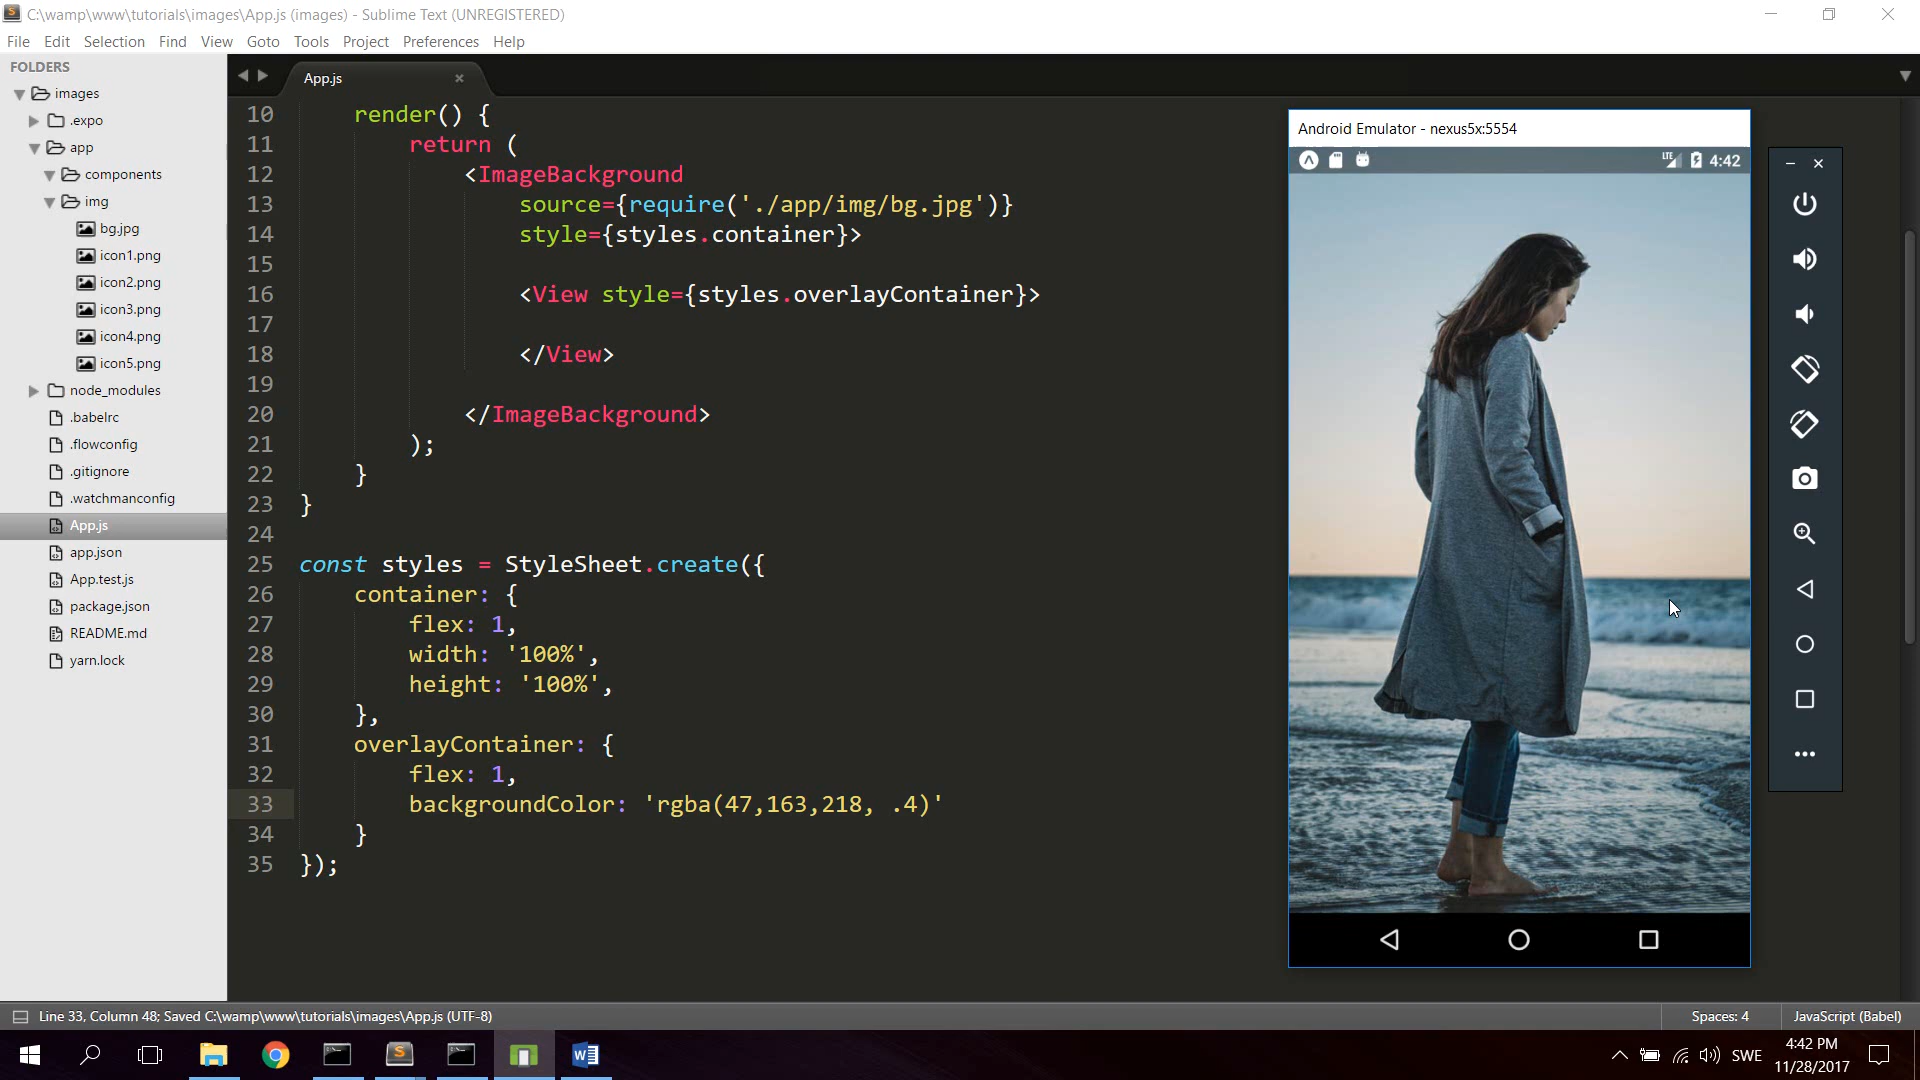 C:\wamp\www\tutorials\images\App.js (images) - Sublime Text (UNREGISTERED)
File Edit Selection Find View Goto Tools Project Preferences Help
FOLDERS
images
.expo
app
components
img
bg.jpg
icon1.png
icon2.png
icon3.png
icon4.png
icon5.png
node_modules
.babelrc
.flowconfig
.gitignore
.watchmanconfig
App.js
app.json
App.test.js
package.json
README.md
yarn.lock
App.js
10 render() {
11 return (
12 <ImageBackground
13 source={require('./app/img/bg.jpg')}
14 style={styles.container}>
15
16 <View style={styles.overlayContainer}>
17
18 </View>
19
20 </ImageBackground>
21 );
22 }
23 }
24
25 const styles = StyleSheet.create({
26 container: {
27 flex: 1,
28 width: '100%',
29 height: '100%',
30 },
31 overlayContainer: {
32 flex: 1,
33 backgroundColor: 'rgba(47,163,218, .4)'
34 }
35 });
Android Emulator - nexus5x:5554
LTE 4:42
Line 33, Column 48; Saved C:\wamp\www\tutorials\images\App.js (UTF-8)
Spaces: 4
JavaScript (Babel)
SWE
4:42 PM
11/28/2017